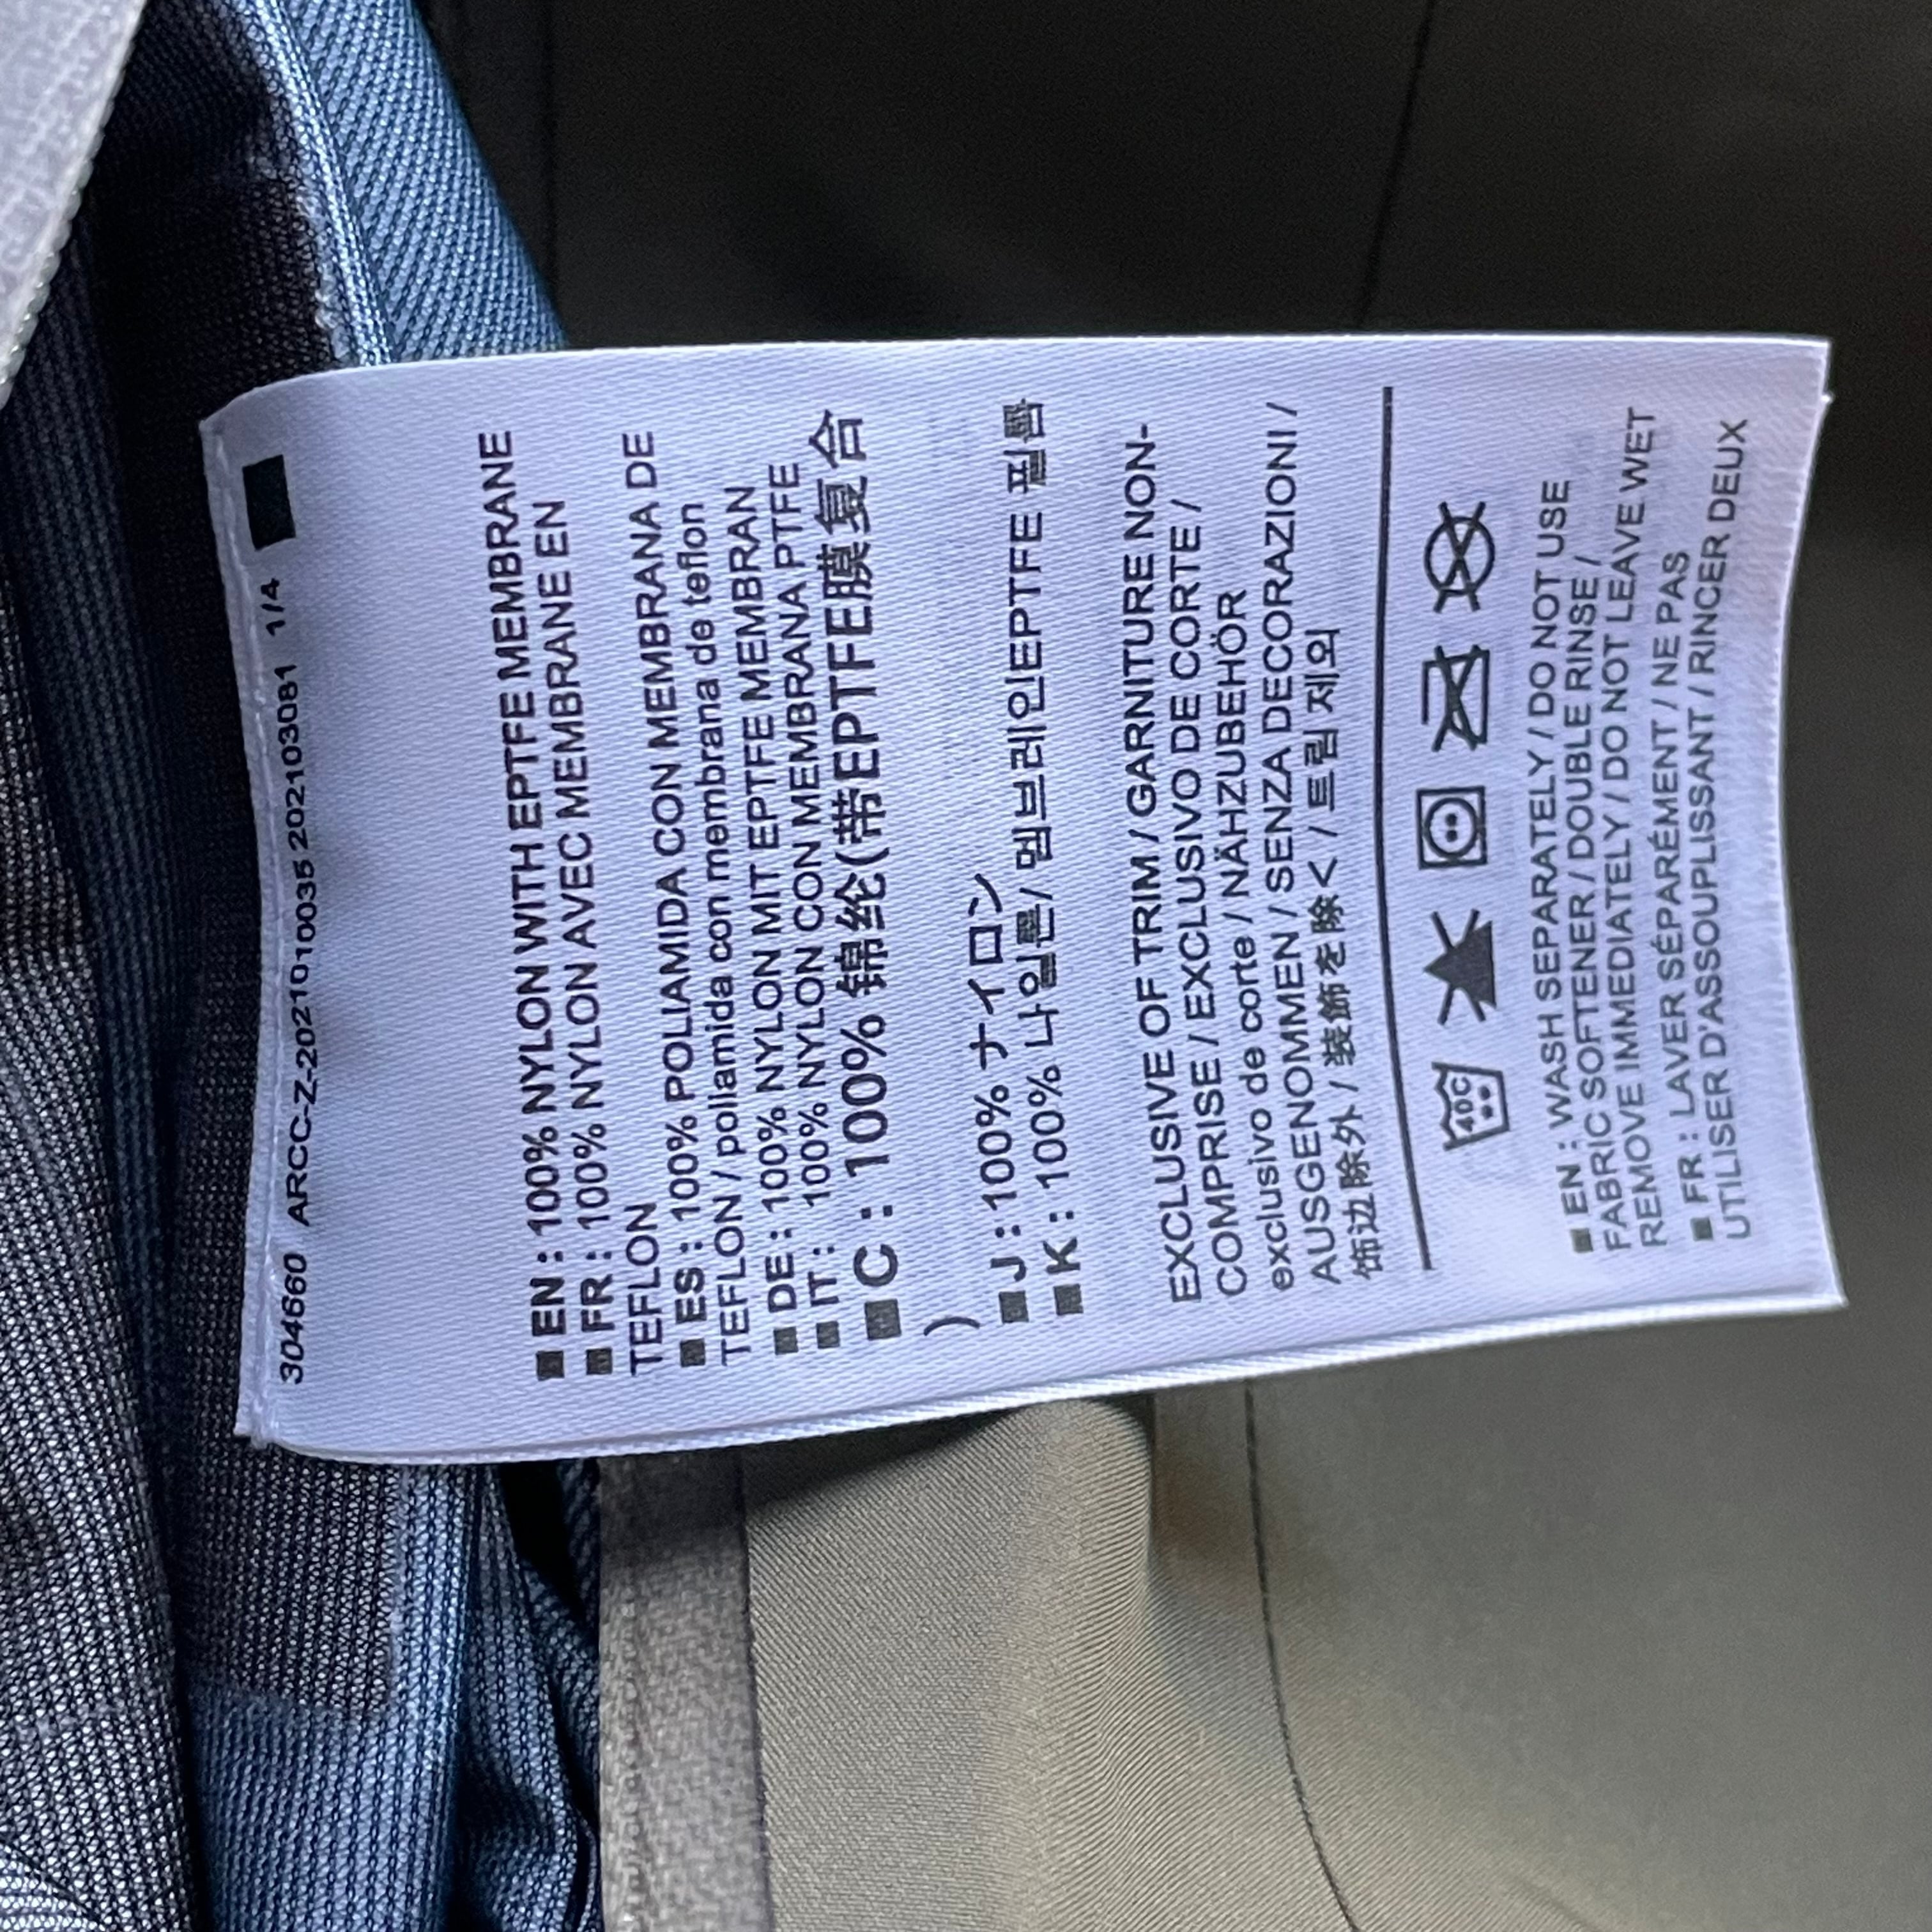 304660 ARCC-Z-2021010035 202103081 1/4
EN : 100% NYLON WITH EPTFE MEMBRANE
FR : 100% NYLON AVEC MEMBRANE EN
TEFLON
ES : 100% POLIAMIDA CON MEMBRANA DE
TEFLON / poliamida con membrana de teflon
DE : 100% NYLON MIT EPTFE MEMBRAN
IT : 100% NYLON CON MEMBRANA PTFE
C : 100% 锦纶(蒂EPTFE膜复合
)
J : 100% ナイロン
K : 100% 나일론/ 멤브레인EPTFE 필름
EXCLUSIVE OF TRIM / GARNITURE NON-
COMPRISE / EXCLUSIVO DE CORTE /
exclusivo de corte / NÄHZUBEHÖR
AUSGENOMMEN / SENZA DECORAZIONI /
饰边除外 / 装飾を除く / 트림 제외
40C
EN : WASH SEPARATELY / DO NOT USE
FABRIC SOFTENER / DOUBLE RINSE /
REMOVE IMMEDIATELY / DO NOT LEAVE WET
FR : LAVER SÉPARÉMENT / NE PAS
UTILISER D'ASSOUPLISSANT / RINCER DEUX